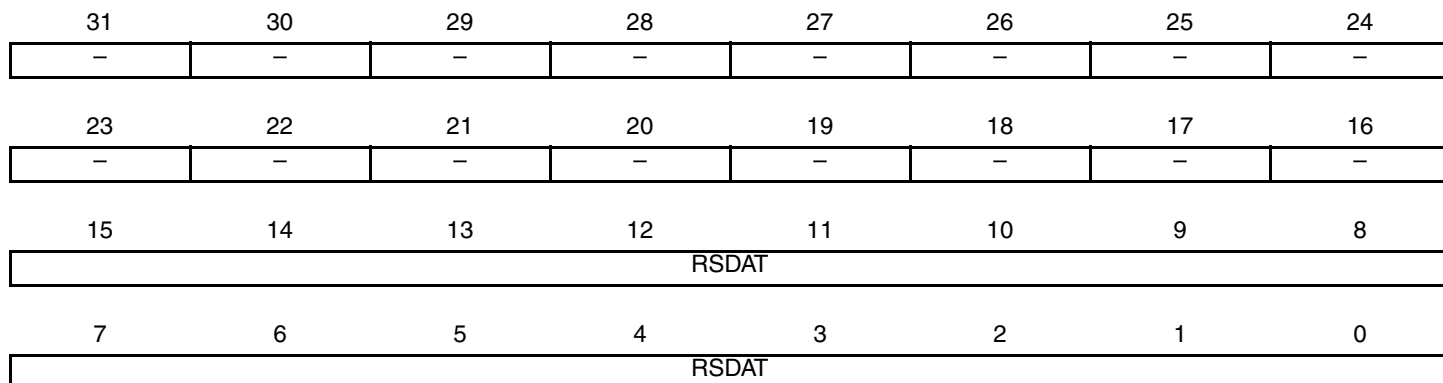 31 30 29 28 27 26 25 24
– – – – – – – –
23 22 21 20 19 18 17 16
– – – – – – – –
15 14 13 12 11 10 9 8
RSDAT
7 6 5 4 3 2 1 0
RSDAT